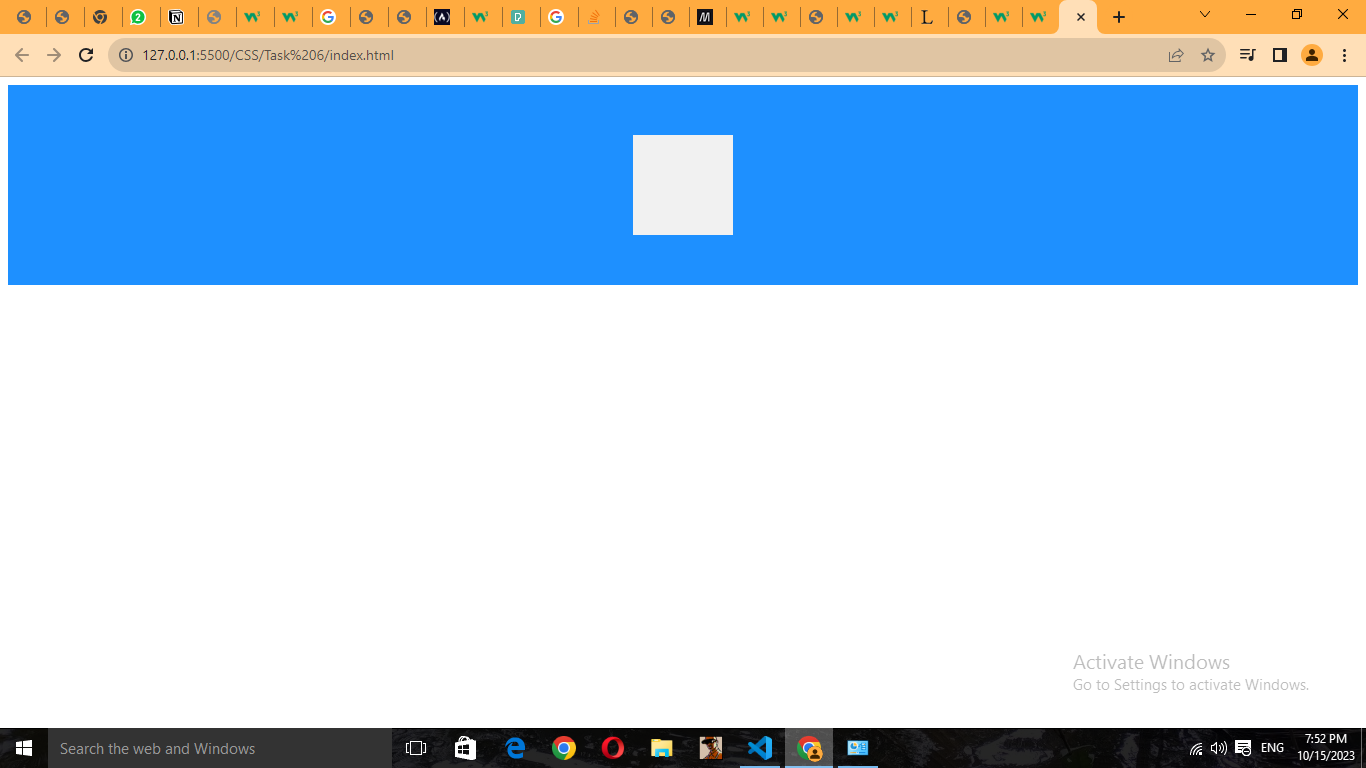 127.0.0.1:5500/CSS/Task%206/index.html
Activate Windows
Go to Settings to activate Windows.
Search the web and Windows
ENG
7:52 PM
10/15/2023